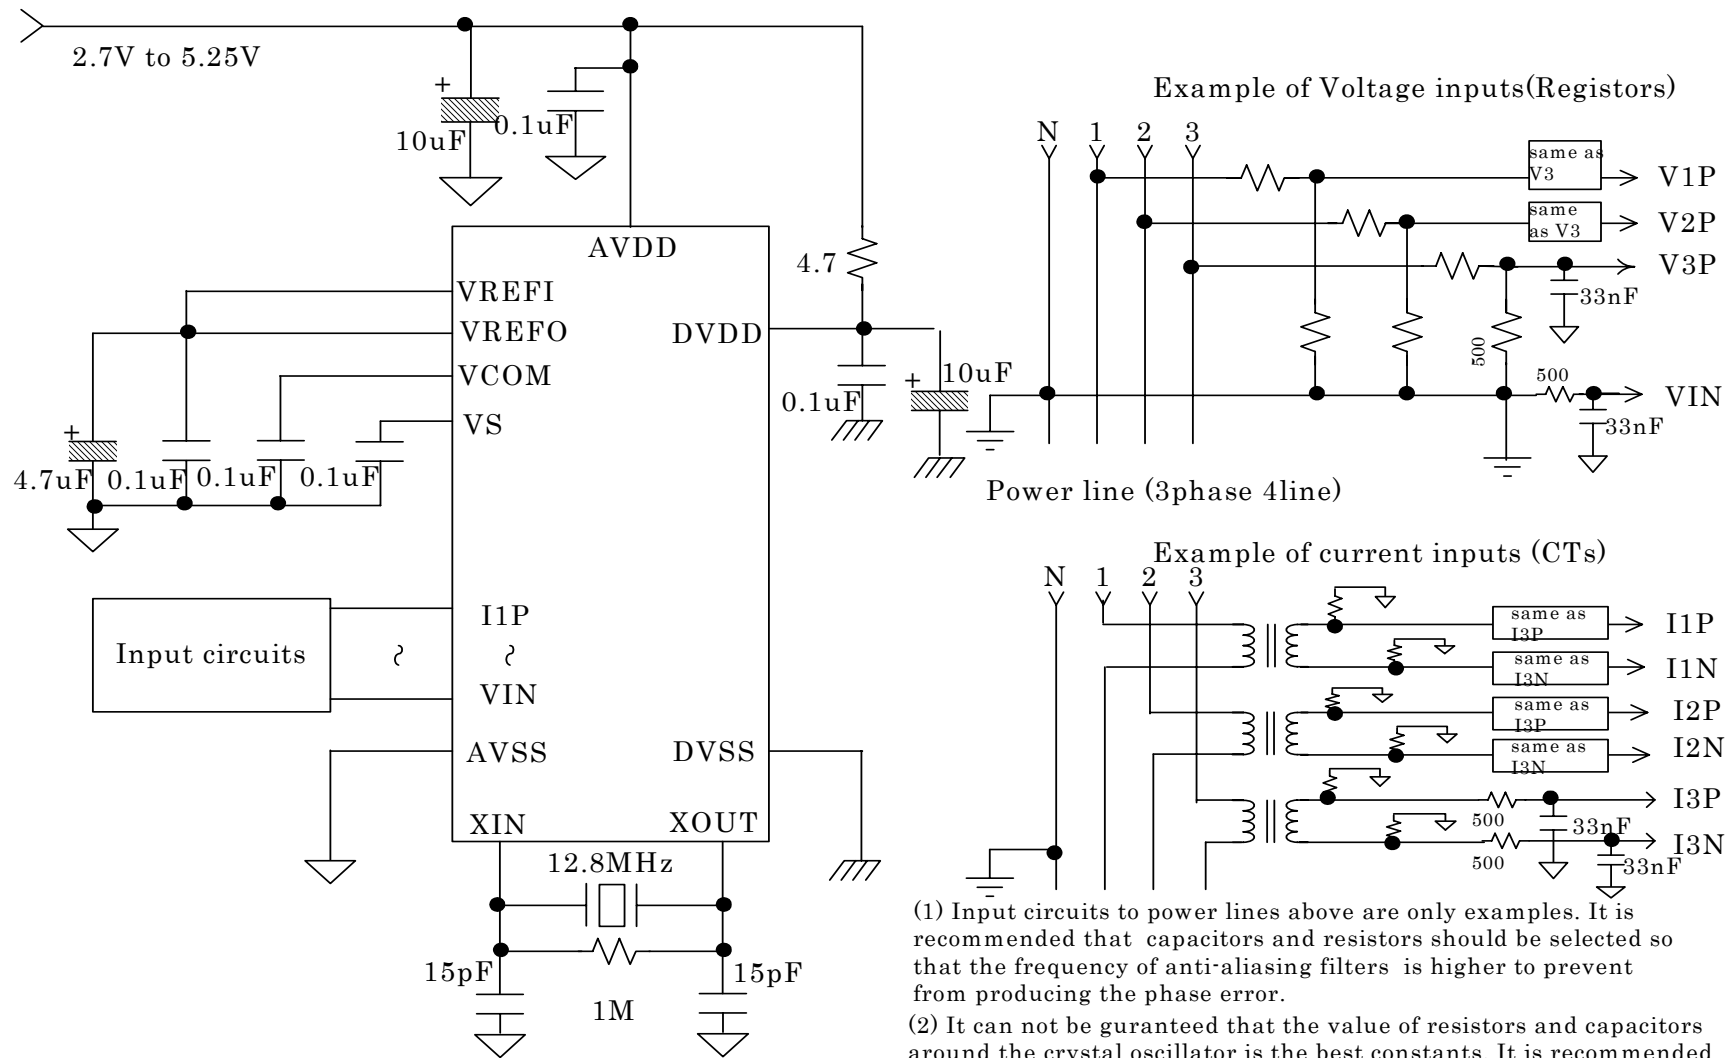 2.7V to 5.25V
+
10uF
0.1uF
AVDD
4.7
VREFI
VREFO
DVDD
VCOM
0.1uF
+
10uF
VS
+
4.7uF
0.1uF
0.1uF
0.1uF
Input circuits
I1P
VIN
AVSS
DVSS
XIN
XOUT
12.8MHz
15pF
15pF
1M
Example of Voltage inputs(Registors)
N 1 2 3
same as
V3
V1P
same
as V3
V2P
V3P
33nF
500
500
VIN
33nF
Power line (3phase 4line)
Example of current inputs (CTs)
N 1 2 3
same as
I3P
I1P
same as
I3N
I1N
same as
I3P
I2P
same as
I3N
I2N
I3P
500
33nF
I3N
500
33nF
(1) Input circuits to power lines above are only examples. It is
recommended that capacitors and resistors should be selected so
that the frequency of anti-aliasing filters is higher to prevent
from producing the phase error.
(2) It can not be guranteed that the value of resistors and capacitors
around the crystal oscillator is the best constants. It is recommended